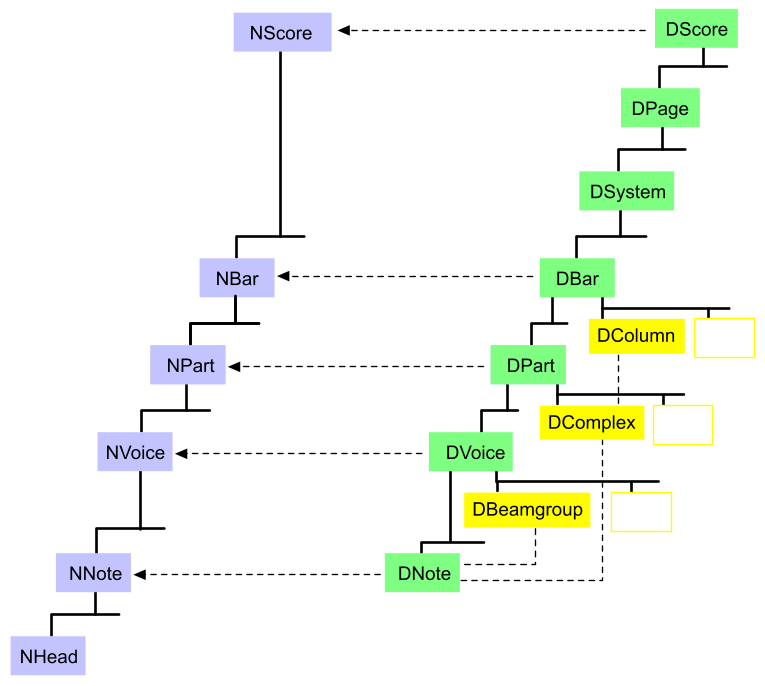 NScore
DScore
DPage
DSystem
NBar
DBar
DColumn
NPart
DPart
DComplex
NVoice
DVoice
DBeamgroup
NNote
DNote
NHead